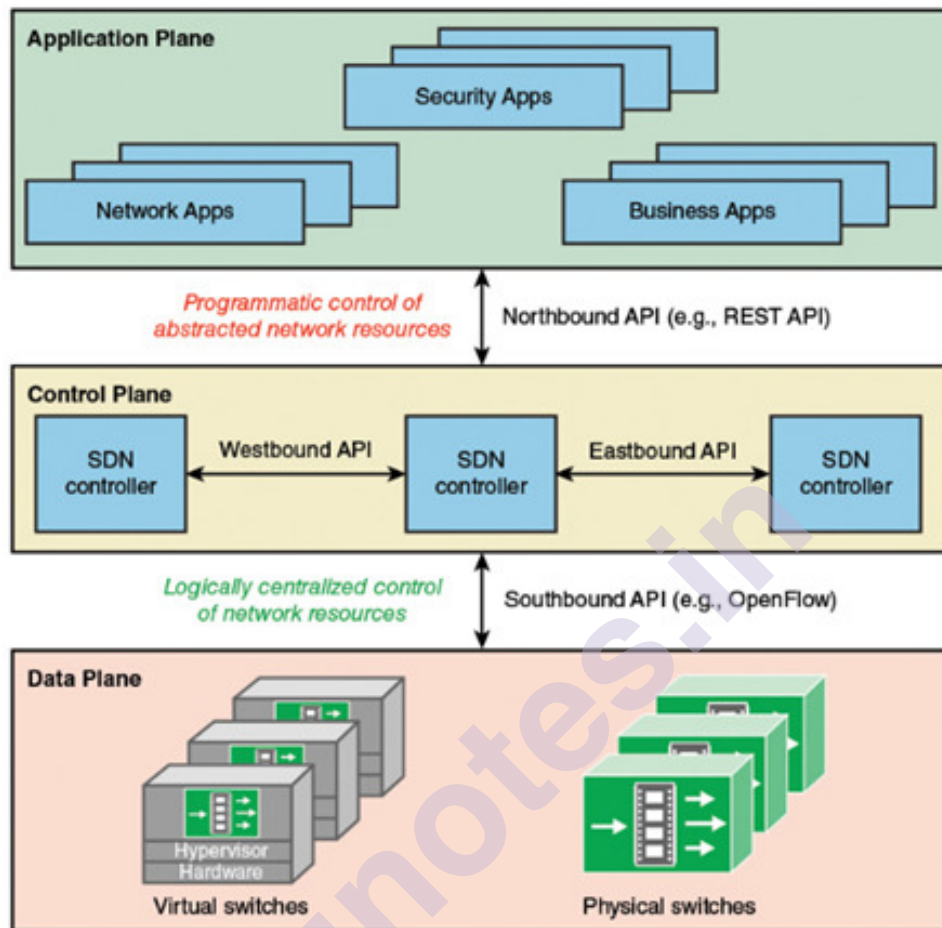 Application Plane
Security Apps
Network Apps
Business Apps
Programmatic control of
abstracted network resources
Northbound API (e.g., REST API)
Control Plane
SDN
controller
Westbound API
SDN
controller
Eastbound API
SDN
controller
Logically centralized control
of network resources
Southbound API (e.g., OpenFlow)
Data Plane
Hypervisor
Hardware
Virtual switches
Physical switches